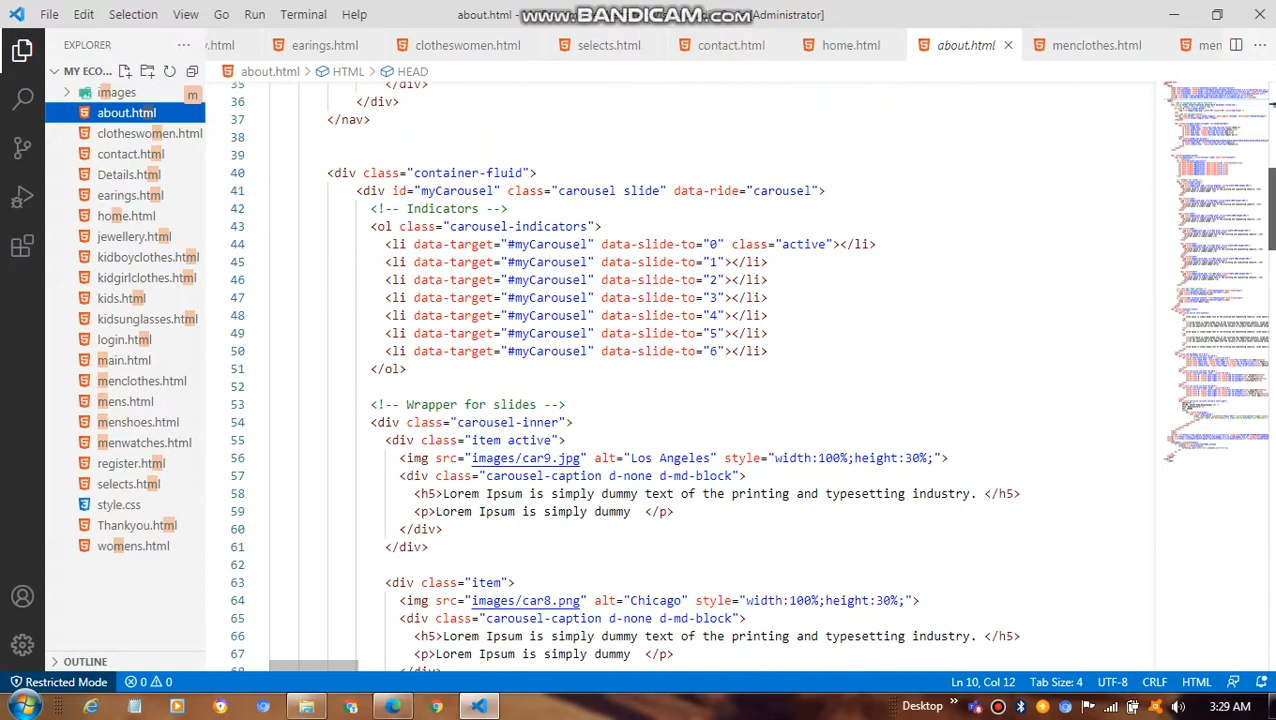 File Edit Selection View Go Run Terminal Help about.html www.BANDICAM.com Administrator]
EXPLORER
y.html earings.html clotheswomen.html selects.html contact.html home.html about.html menclothes.html men
MY ECO...
about.html > HTML > HEAD
images m
about.html
clotheswomen.html
contact.html
Details.html
earings.html
home.html
jewellery.html
kidboyclothes.html
kidgirlclothes.html
kids.html
kidsunglasses.html
login.html
main.html
menclothes.html
mens.html
menshoes.html
menwatches.html
register.html
selects.html
style.css
Thankyou.html
womens.html
OUTLINE
35 </div>
36 </div>
37 </nav>
38
39
40 <div class="container-fluid">
41 <div id="myCarousel" class="carousel slide" data-ride="carousel">
42 <!-- Indicators -->
43 <ol class="carousel-indicators">
44 <li data-target="#myCarousel" data-slide-to="0" class="active"></li>
45 <li data-target="#myCarousel" data-slide-to="1"></li>
46 <li data-target="#myCarousel" data-slide-to="2"></li>
47 <li data-target="#myCarousel" data-slide-to="3"></li>
48 <li data-target="#myCarousel" data-slide-to="4"></li>
49 <li data-target="#myCarousel" data-slide-to="5"></li>
50 <li data-target="#myCarousel" data-slide-to="6"></li>
51 </ol>
52
53 <!-- Wrapper for slides -->
54 <div class="carousel-inner">
55 <div class="item active">
56 <img src="images/car9.jpg" alt="Los Angeles" style="width:100%;height:30%;">
57 <div class="carousel-caption d-none d-md-block">
58 <h5>Lorem Ipsum is simply dummy text of the printing and typesetting industry. </h5>
59 <p>Lorem Ipsum is simply dummy </p>
60 </div>
61 </div>
62
63 <div class="item">
64 <img src="images/car8.png" alt="Chicago" style="width:100%;height:30%;">
65 <div class="carousel-caption d-none d-md-block">
66 <h5>Lorem Ipsum is simply dummy text of the printing and typesetting industry. </h5>
67 <p>Lorem Ipsum is simply dummy </p>
68 </div>
Restricted Mode 0 0 Ln 10, Col 12 Tab Size: 4 UTF-8 CRLF HTML
Desktop 3:29 AM